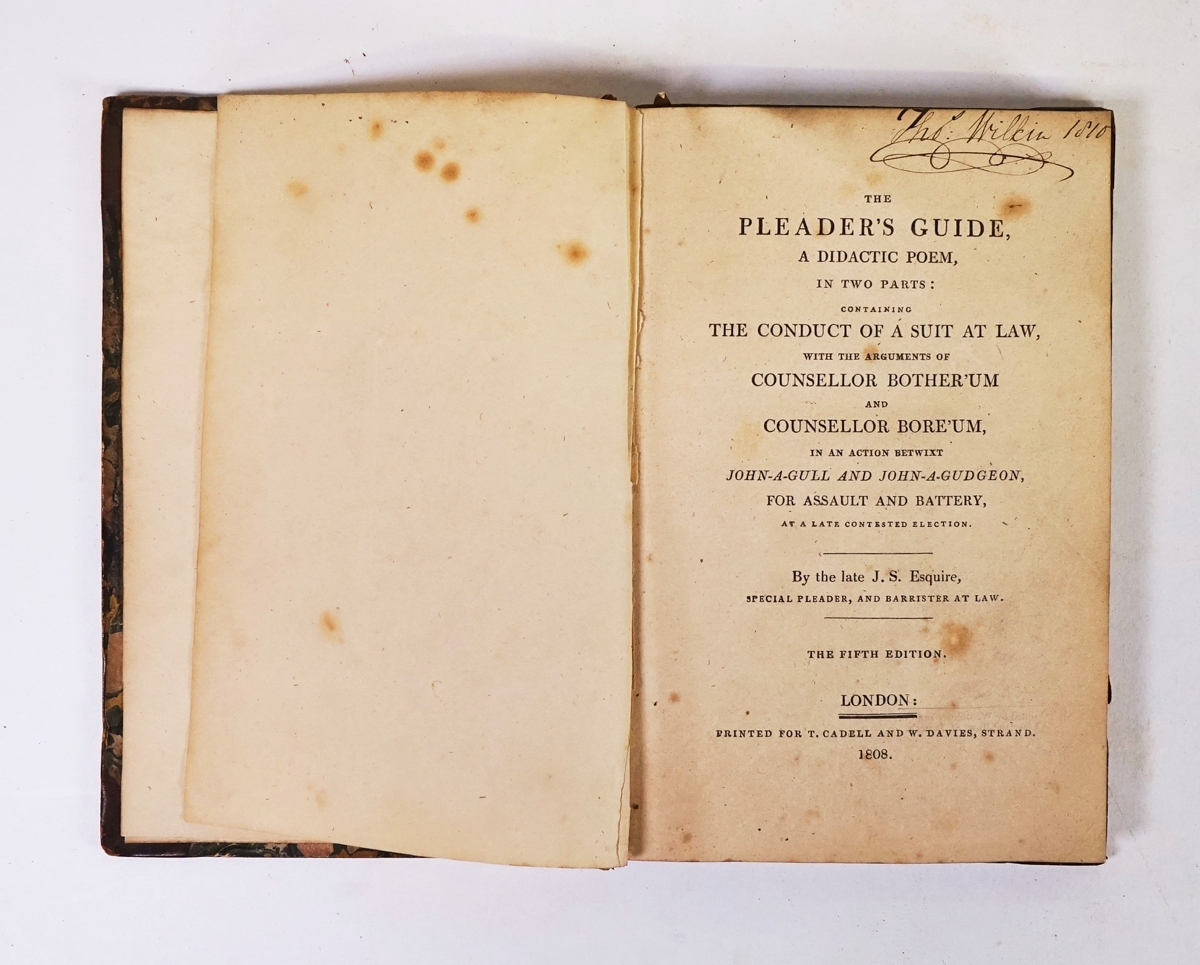 Thos. Wilkin 1810
THE
PLEADER'S GUIDE,
A DIDACTIC POEM,
IN TWO PARTS:
CONTAINING
THE CONDUCT OF A SUIT AT LAW,
WITH THE ARGUMENTS OF
COUNSELLOR BOTHER'UM
AND
COUNSELLOR BORE'UM,
IN AN ACTION BETWIXT
JOHN-A-GULL AND JOHN-A-GUDGEON,
FOR ASSAULT AND BATTERY,
AT A LATE CONTESTED ELECTION.
By the late J. S. Esquire,
SPECIAL PLEADER, AND BARRISTER AT LAW.
THE FIFTH EDITION.
LONDON:
PRINTED FOR T. CADELL AND W. DAVIES, STRAND.
1808.